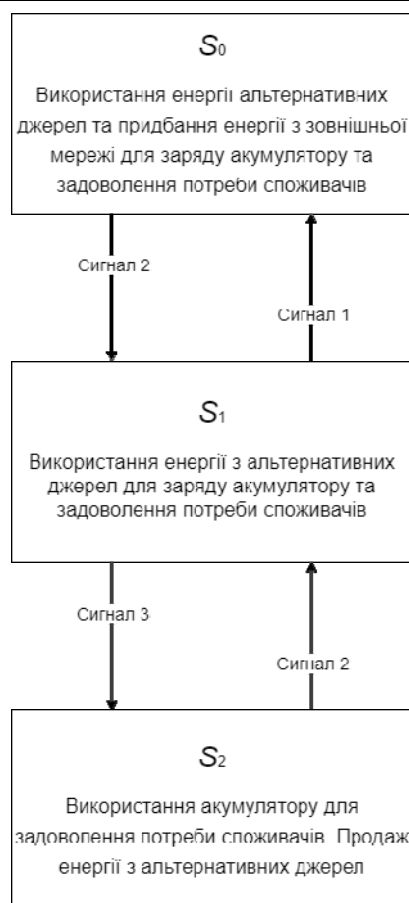 S0
Використання енергії альтернативних
джерел та придбання енергії з зовнішньої
мережі для заряду акумулятору та
задоволення потреби споживачів
Сигнал 2
Сигнал 1
S1
Використання енергії з альтернативних
джерел для заряду акумулятору та
задоволення потреби споживачів
Сигнал 3
Сигнал 2
S2
Використання акумулятору для
задоволення потреби споживачів. Продаж
енергії з альтернативних джерел